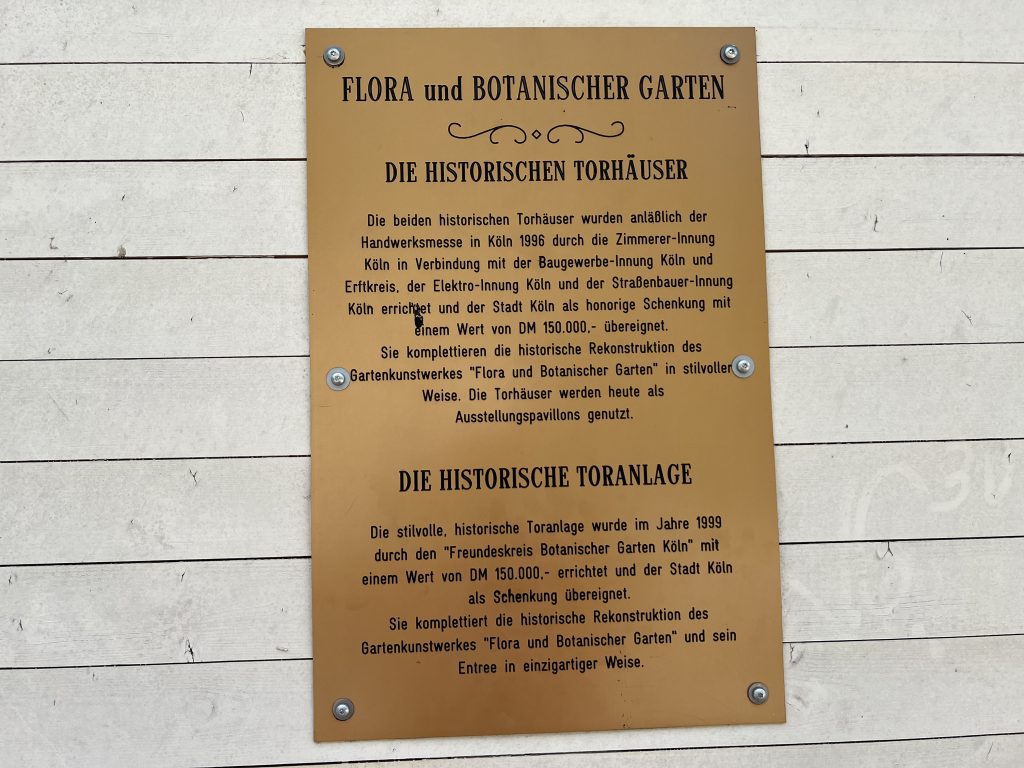 FLORA und BOTANISCHER GARTEN
DIE HISTORISCHEN TORHÄUSER
Die beiden historischen Torhäuser wurden anläßlich der
Handwerksmesse in Köln 1996 durch die Zimmerer-Innung
Köln in Verbindung mit der Baugewerbe-Innung Köln und
Erftkreis, der Elektro-Innung Köln und der Straßenbauer-Innung
Köln errichtet und der Stadt Köln als honorige Schenkung mit
einem Wert von DM 150.000,- übereignet.
Sie komplettieren die historische Rekonstruktion des
Gartenkunstwerkes "Flora und Botanischer Garten" in stilvoller
Weise. Die Torhäuser werden heute als
Ausstellungspavillons genutzt.
DIE HISTORISCHE TORANLAGE
Die stilvolle, historische Toranlage wurde im Jahre 1999
durch den "Freundeskreis Botanischer Garten Köln" mit
einem Wert von DM 150.000,- errichtet und der Stadt Köln
als Schenkung übereignet.
Sie komplettiert die historische Rekonstruktion des
Gartenkunstwerkes "Flora und Botanischer Garten" und sein
Entree in einzigartiger Weise.